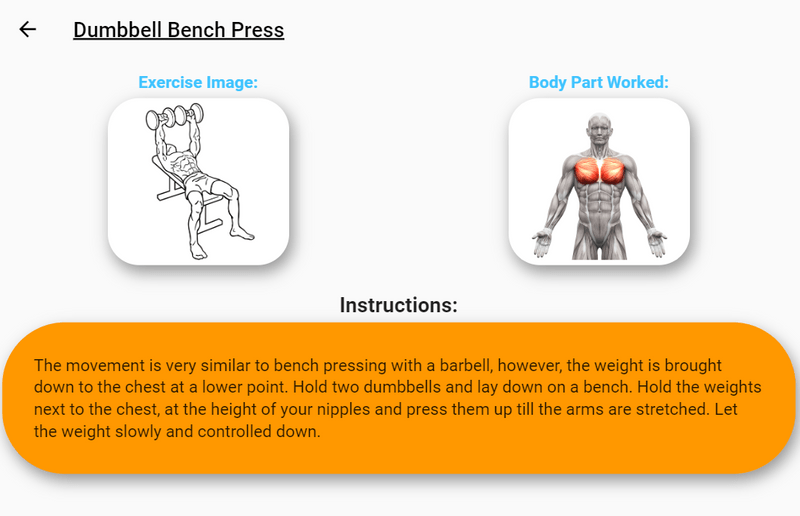 Dumbbell Bench Press
Exercise Image:
Body Part Worked:
Instructions:
The movement is very similar to bench pressing with a barbell, however, the weight is brought
down to the chest at a lower point. Hold two dumbbells and lay down on a bench. Hold the weights
next to the chest, at the height of your nipples and press them up till the arms are stretched. Let
the weight slowly and controlled down.